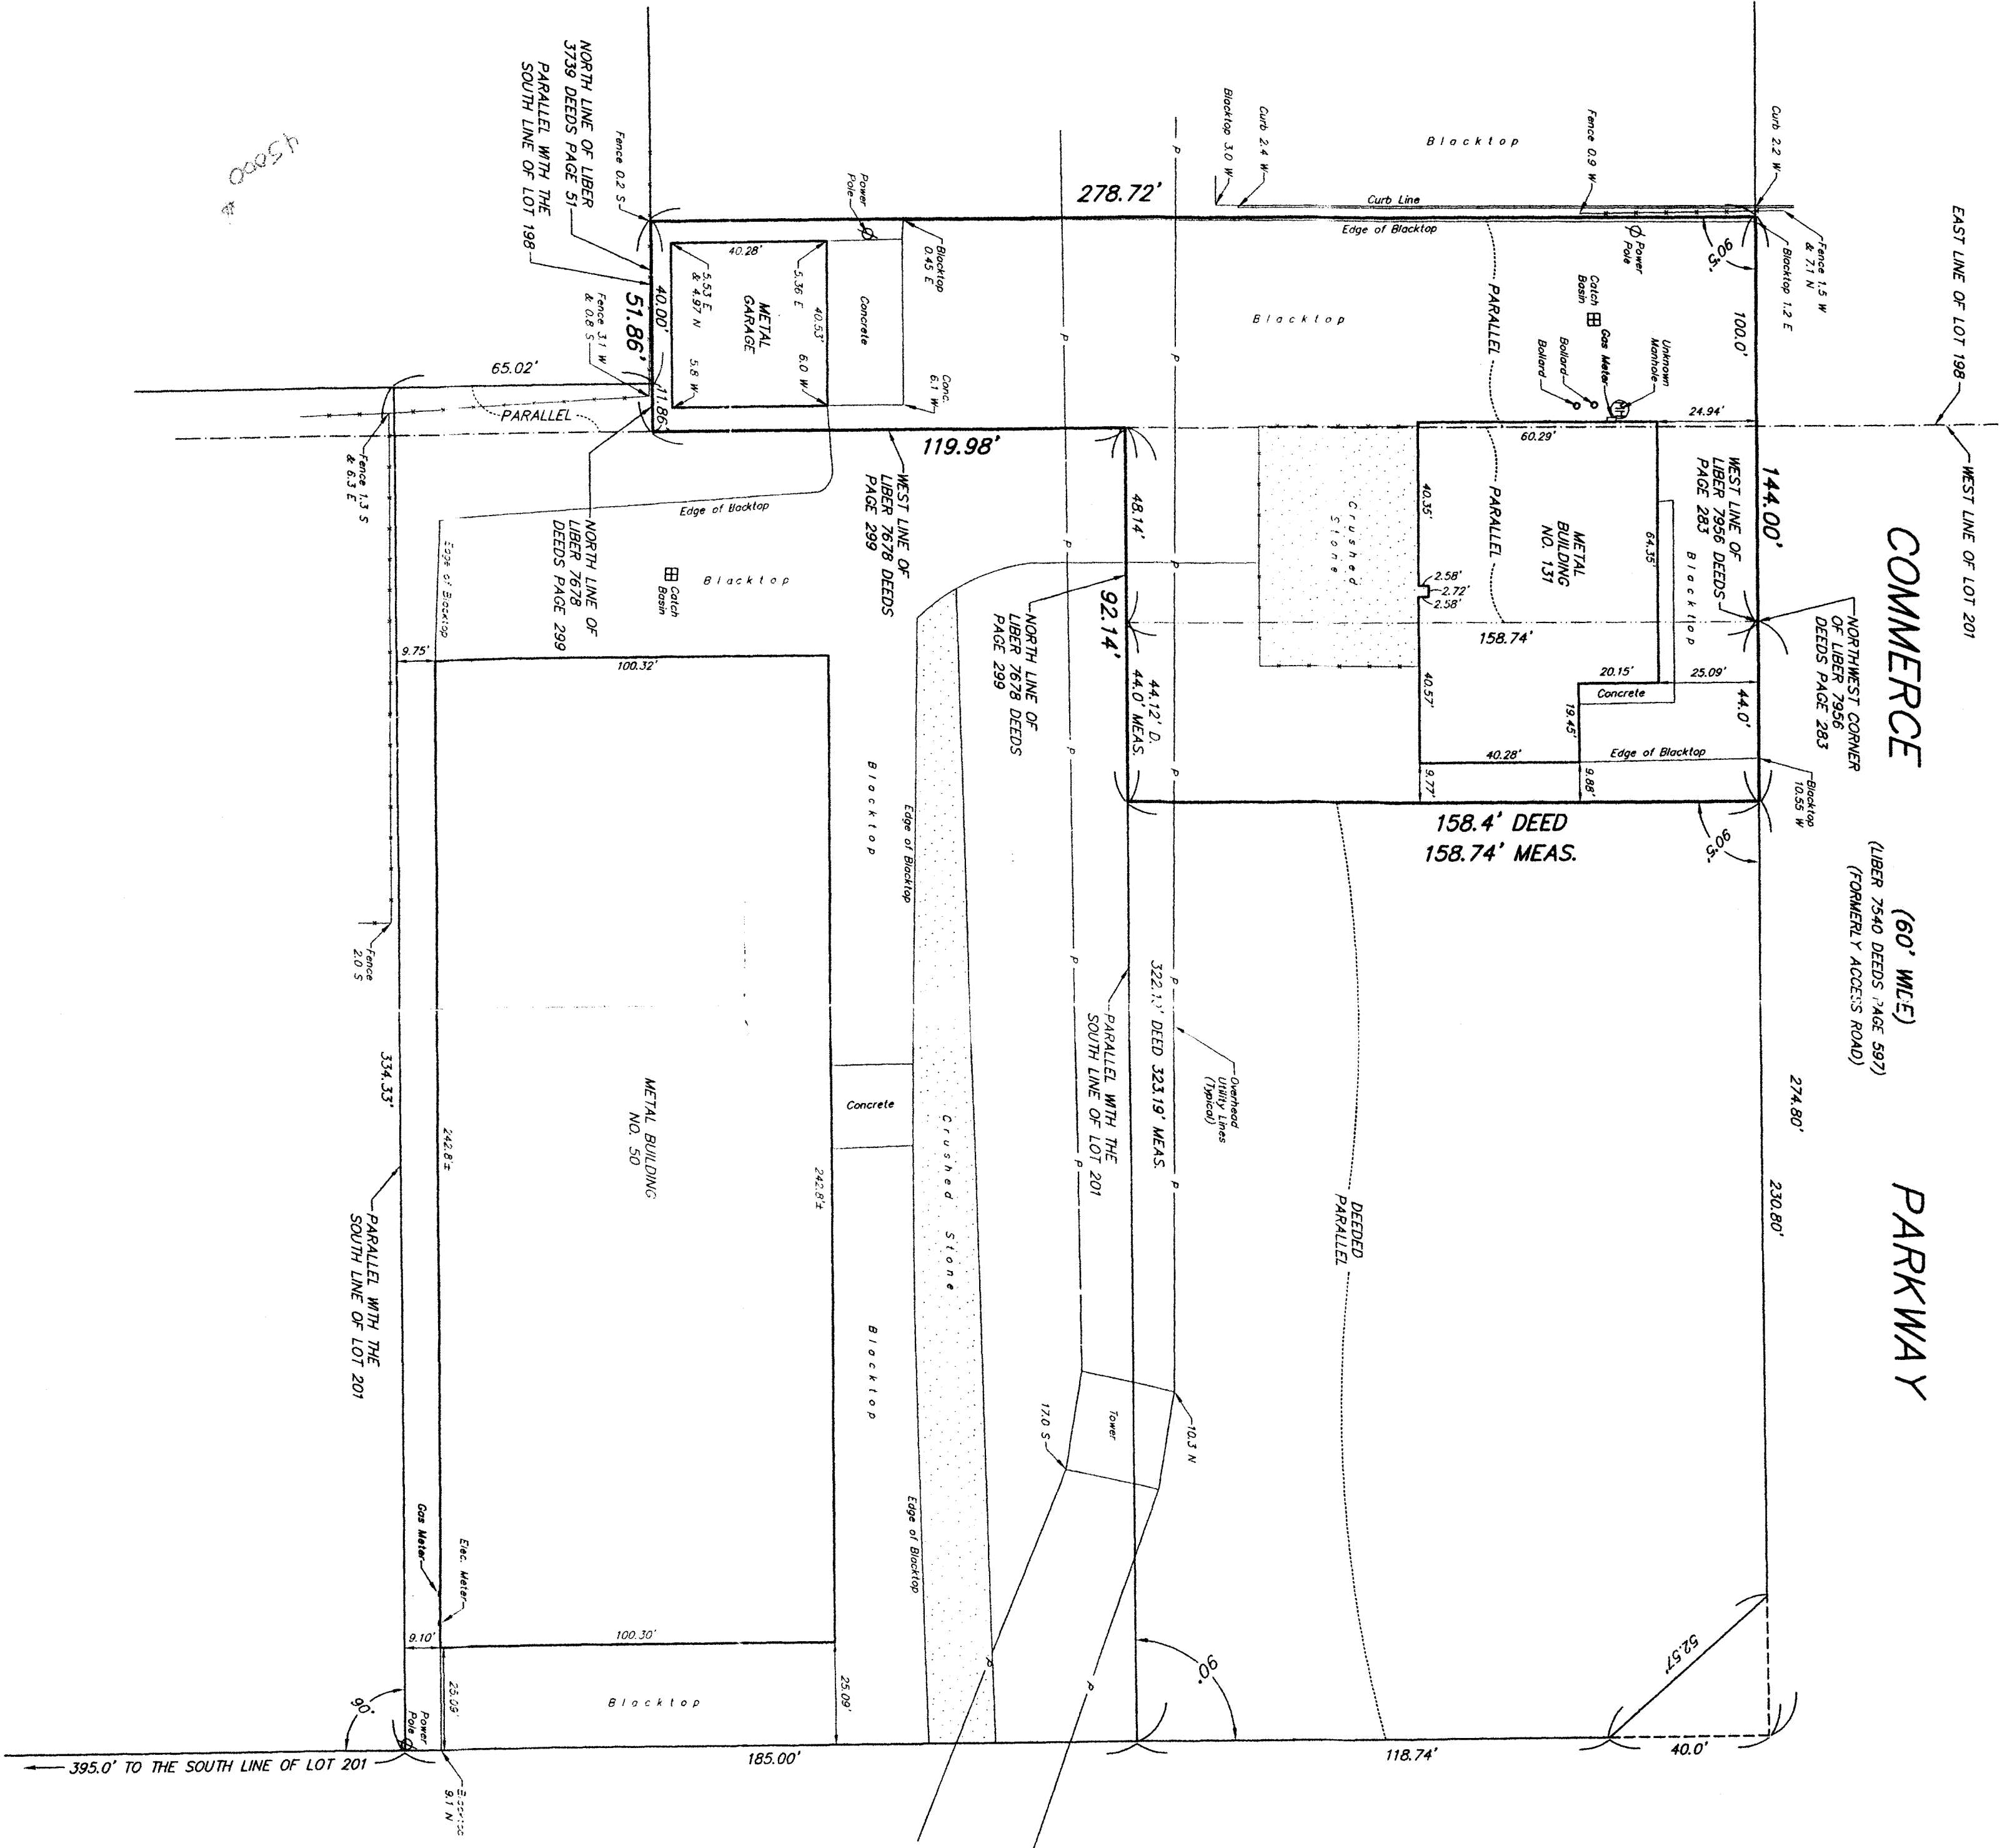 EAST LINE OF LOT 198
WEST LINE OF LOT 201
COMMERCE
PARKWAY
(60' WIDE)
(LIBER 7540 DEEDS PAGE 597)
(FORMERLY ACCESS ROAD)
274.80'
230.80'
NORTHWEST CORNER
OF LIBER 7956
DEEDS PAGE 283
144.00'
100.0'
44.0'
Curb 2.2 W
Fence 1.5 W
& 7.1 N
Blacktop 1.2 E
90°5'
Fence 0.9 W
Blacktop
Curb 2.4 W
Blacktop 3.0 W
278.72'
Curb Line
Edge of Blacktop
Power
Pole
Catch
Basin
Gas Meter
Unknown
Manhole
MH
Bollard
Bollard
PARALLEL
PARALLEL
Blacktop
24.94'
60.29'
WEST LINE OF
LIBER 7956 DEEDS
PAGE 283
64.35'
Blacktop
METAL
BUILDING
NO. 131
40.35'
2.58'
2.72'
2.58'
158.74'
20.15'
25.09'
Concrete
19.45'
40.57'
40.28'
Edge of Blacktop
9.77'
9.88'
Blacktop
10.55 W
90°5'
158.4' DEED
158.74' MEAS.
Crushed
Stone
48.14'
92.14'
44.12' D.
44.0' MEAS.
NORTH LINE OF
LIBER 7678 DEEDS
PAGE 299
119.98'
WEST LINE OF
LIBER 7678 DEEDS
PAGE 299
Power
Pole
Blacktop
0.45 E
Concrete
Conc.
6.1 W
40.28'
5.36 E
40.53'
6.0 W
METAL
GARAGE
5.53 E
& 4.97 N
5.8 W
40.00'
11.86'
51.86'
Fence 0.2 S
NORTH LINE OF LIBER
3739 DEEDS PAGE 51
PARALLEL WITH THE
SOUTH LINE OF LOT 198
45000
Fence 3.1 W
& 0.8 S
65.02'
PARALLEL
Fence 1.3 S
& 6.3 E
NORTH LINE OF
LIBER 7678
DEEDS PAGE 299
Edge of Blacktop
Edge of Blacktop
Catch
Basin
Blacktop
9.75'
100.32'
Fence
2.0 S
334.33'
242.8'±
METAL BUILDING
NO. 50
242.8'±
PARALLEL WITH THE
SOUTH LINE OF LOT 201
Blacktop
Edge of Blacktop
Concrete
Crushed Stone
Blacktop
Edge of Blacktop
P
P
P
P
P
P
P
P
P
P
P
P
322.13' DEED 323.19' MEAS.
PARALLEL WITH THE
SOUTH LINE OF LOT 201
Overhead
Utility Lines
(Typical)
DEEDED
PARALLEL
Tower
10.3 N
17.0 S
90°
52.57'
40.0'
118.74'
185.00'
Gas Meter
Elec. Meter
9.10'
100.30'
25.09'
25.09'
Blacktop
90°
Power
Pole
9.1 N
395.0' TO THE SOUTH LINE OF LOT 201